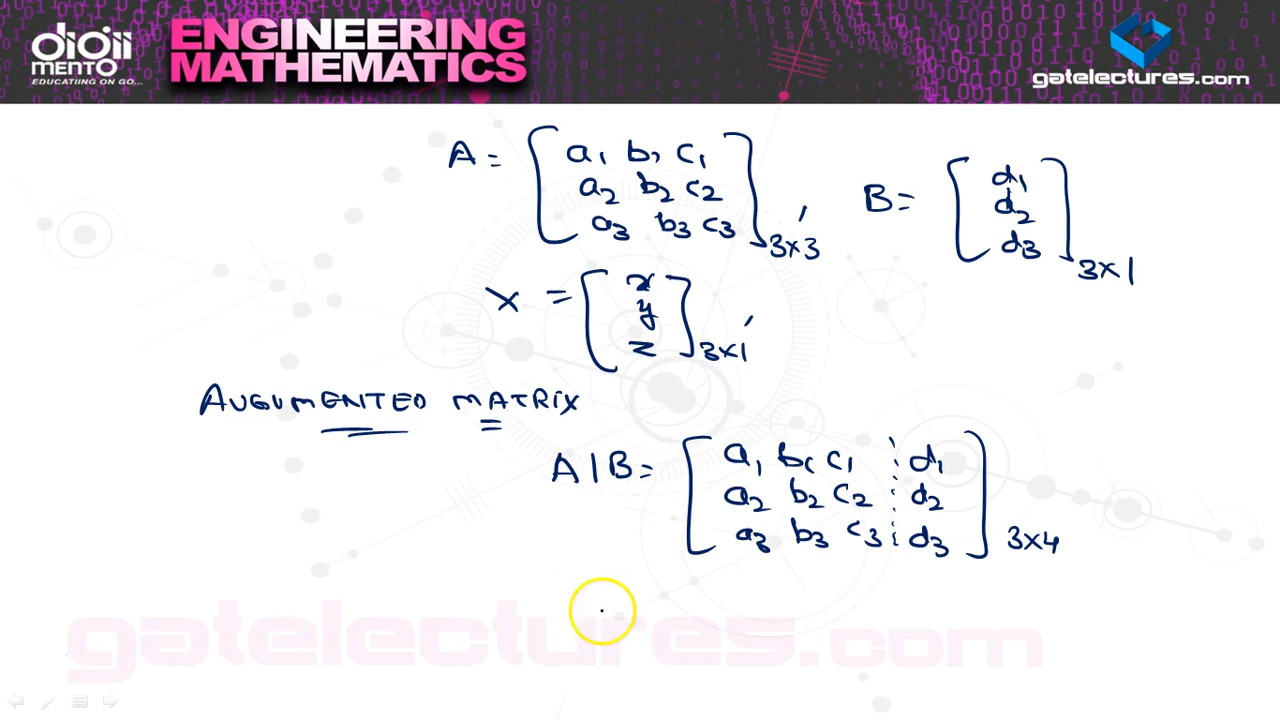 digii
MENTO
EDUCATIING ON GO...
ENGINEERING
MATHEMATICS
gatelectures.com
A = [ a₁ b₁ c₁
a₂ b₂ c₂
a₃ b₃ c₃ ]3x3 ,
B = [ d₁
d₂
d₃ ]3x1
X = [ x
y
z ]3x1 ,
AUGUMENTED MATRIX
A | B = [ a₁ b₁ c₁ ⋮ d₁
a₂ b₂ c₂ ⋮ d₂
a₃ b₃ c₃ ⋮ d₃ ] 3x4
gatelectures.com